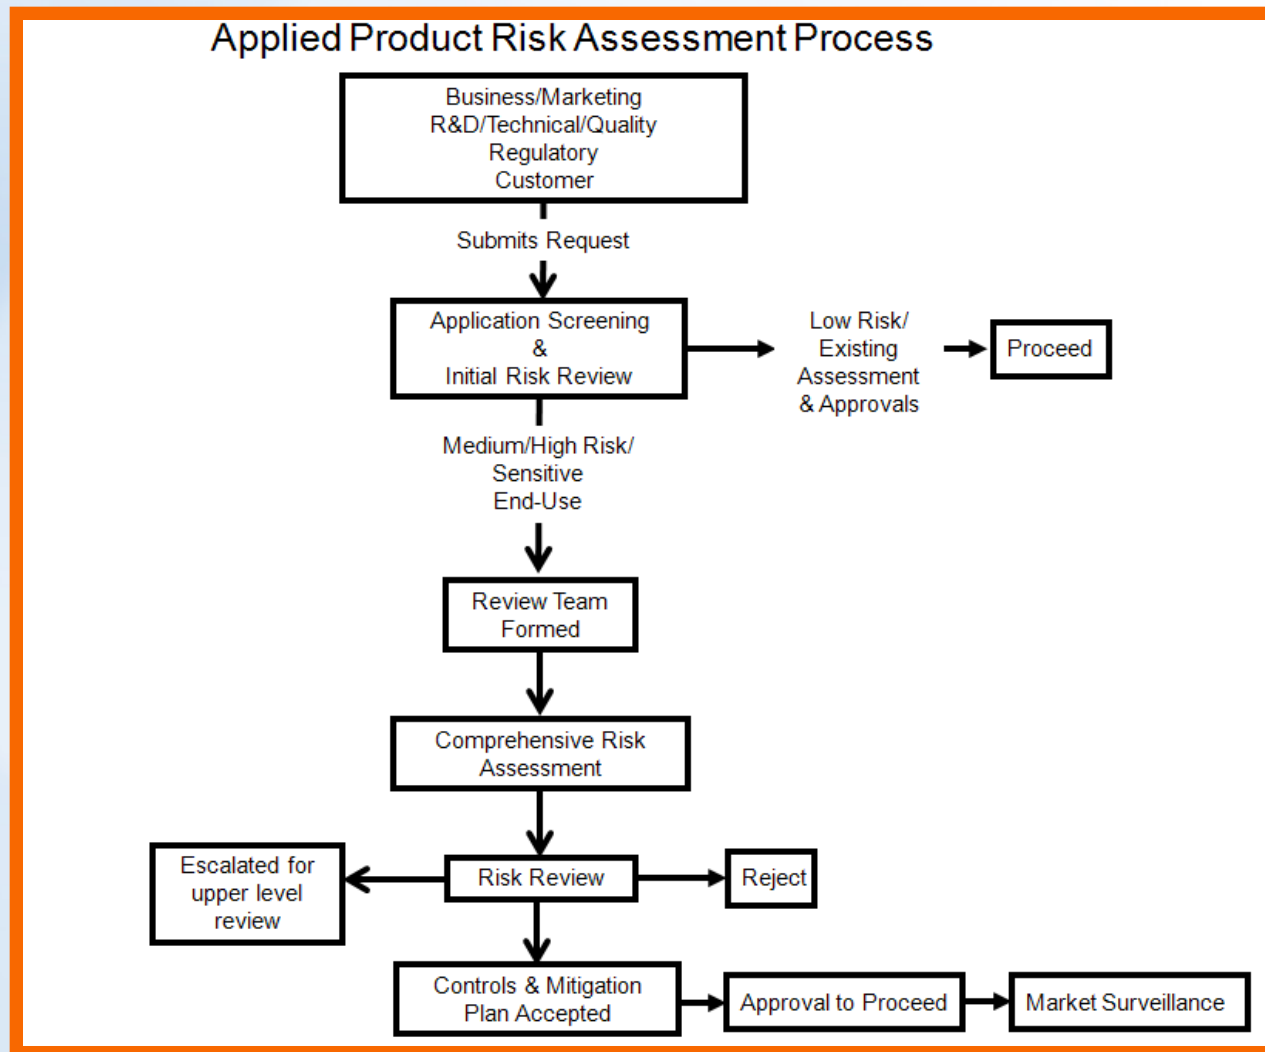 Applied Product Risk Assessment Process
Business/Marketing
R&D/Technical/Quality
Regulatory
Customer
Submits Request
Application Screening
&
Initial Risk Review
Low Risk/
Existing
Assessment
& Approvals
Proceed
Medium/High Risk/
Sensitive
End-Use
Review Team
Formed
Comprehensive Risk
Assessment
Escalated for
upper level
review
Risk Review
Reject
Controls & Mitigation
Plan Accepted
Approval to Proceed
Market Surveillance